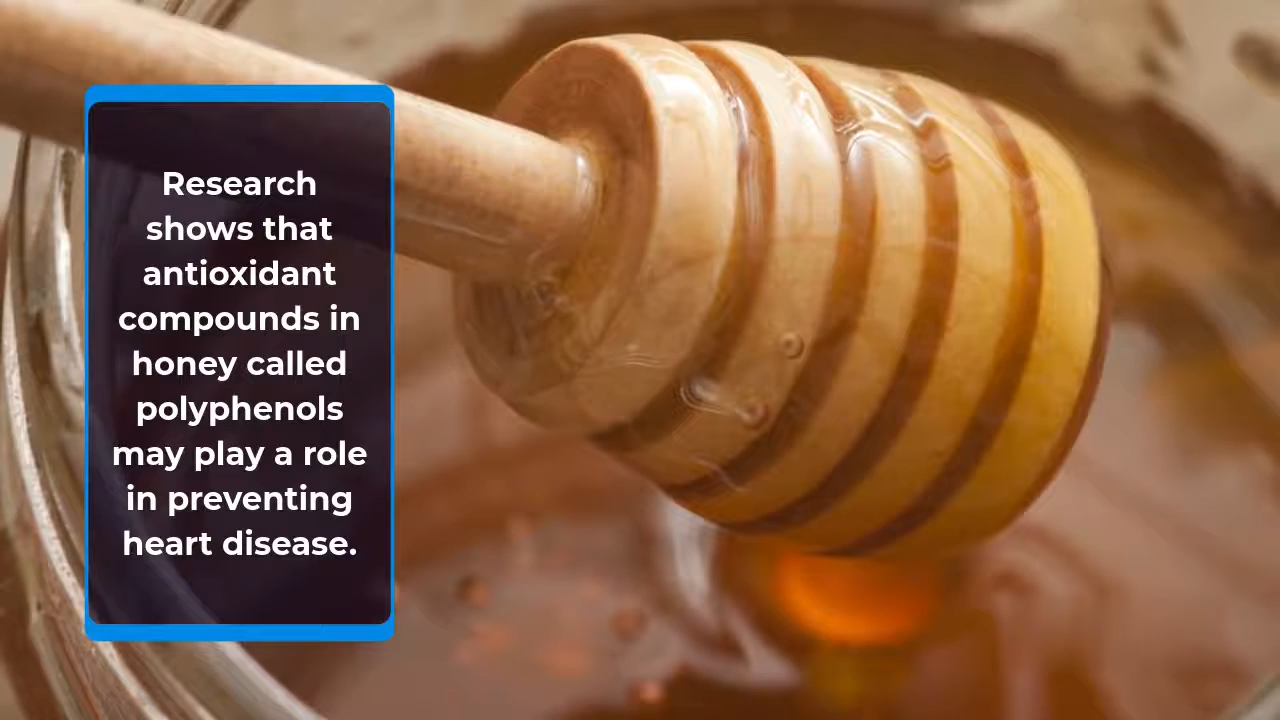 Research
shows that
antioxidant
compounds in
honey called
polyphenols
may play a role
in preventing
heart disease.